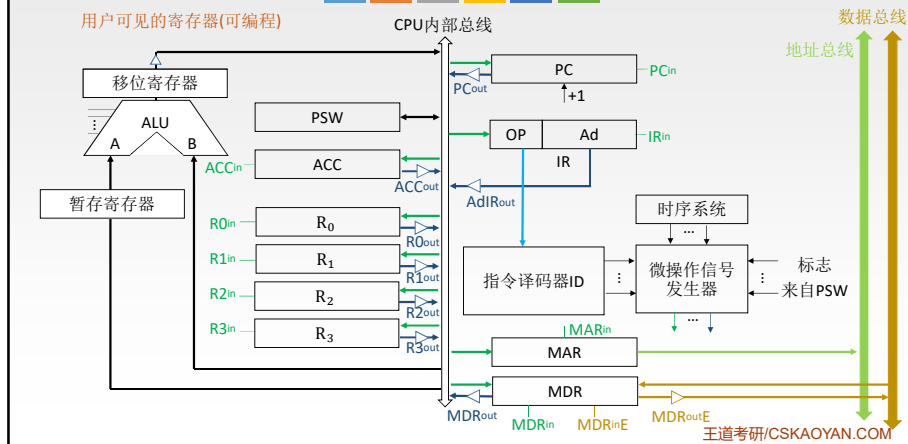 用户可见的寄存器(可编程)
CPU内部总线
数据总线
地址总线
移位寄存器
ALU
A
B
暂存寄存器
PSW
ACC
ACCin
ACCout
R0
R0in
R0out
R1
R1in
R1out
R2
R2in
R2out
R3
R3in
R3out
PC
PCin
PCout
+1
OP
Ad
IRin
IR
AdIRout
时序系统
...
指令译码器ID
...
微操作信号
发生器
...
标志
来自PSW
...
MARin
MAR
MDR
MDRout
MDRin
MDRinE
MDRoutE
王道考研/CSKAOYAN.COM